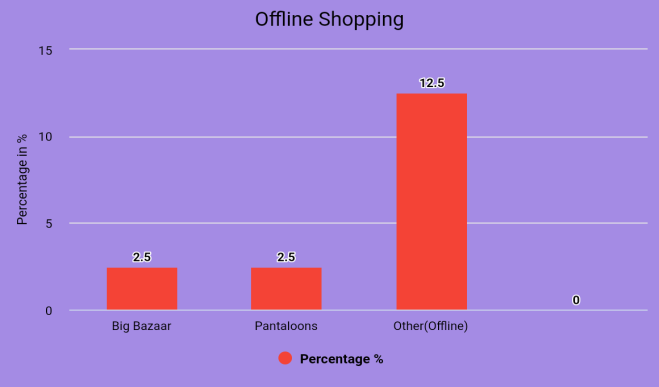 Offline Shopping
Percentage in %
15
10
5
0
2.5
2.5
12.5
0
Big Bazaar
Pantaloons
Other(Offline)
Percentage %